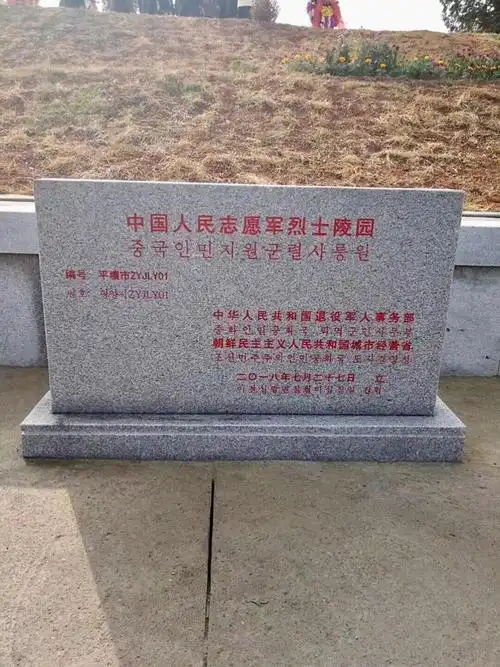 中国人民志愿军烈士陵园
중국인민지원군렬사릉원
编号：平壤市ZYJLY01
번호：평양시ZYJLY01
中华人民共和国退役军人事务部
중화인민공화국 퇴역군인사무부
朝鲜民主主义人民共和国城市经营省
조선민주주의인민공화국 도시경영성
二〇一八年七月二十七日 立